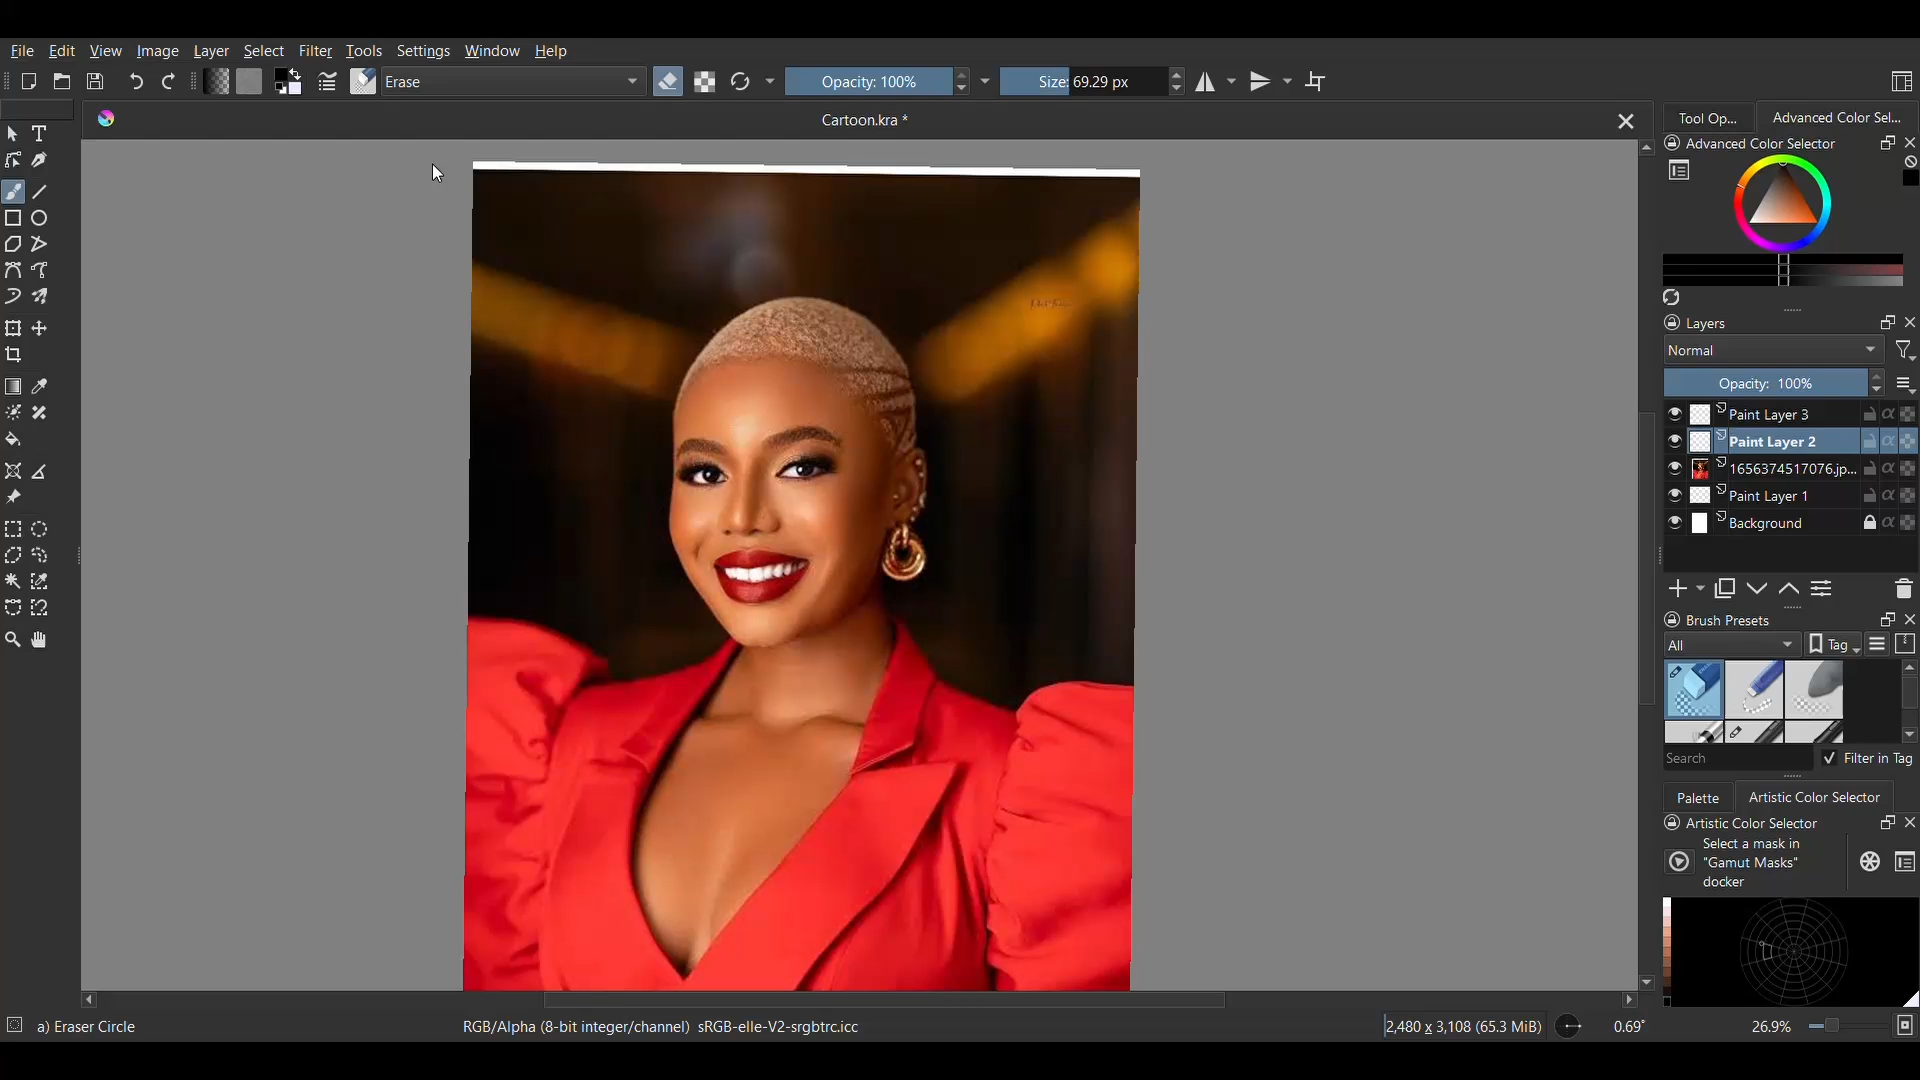 File Edit View Image Layer Select Filter Tools Settings Window Help
Erase
Opacity: 100%
Size: 69.29 px
Cartoon.kra *
Tool Op...
Advanced Color Sel...
Advanced Color Selector
Layers
Normal
Opacity: 100%
Paint Layer 3
Paint Layer 2
1656374517076.jp...
Paint Layer 1
Background
Brush Presets
All
Tag
Search
Filter in Tag
Palette
Artistic Color Selector
Artistic Color Selector
Select a mask in
"Gamut Masks"
docker
a) Eraser Circle
RGB/Alpha (8-bit integer/channel) sRGB-elle-V2-srgbtrc.icc
2,480 x 3,108 (65.3 MiB)
0.69°
26.9%